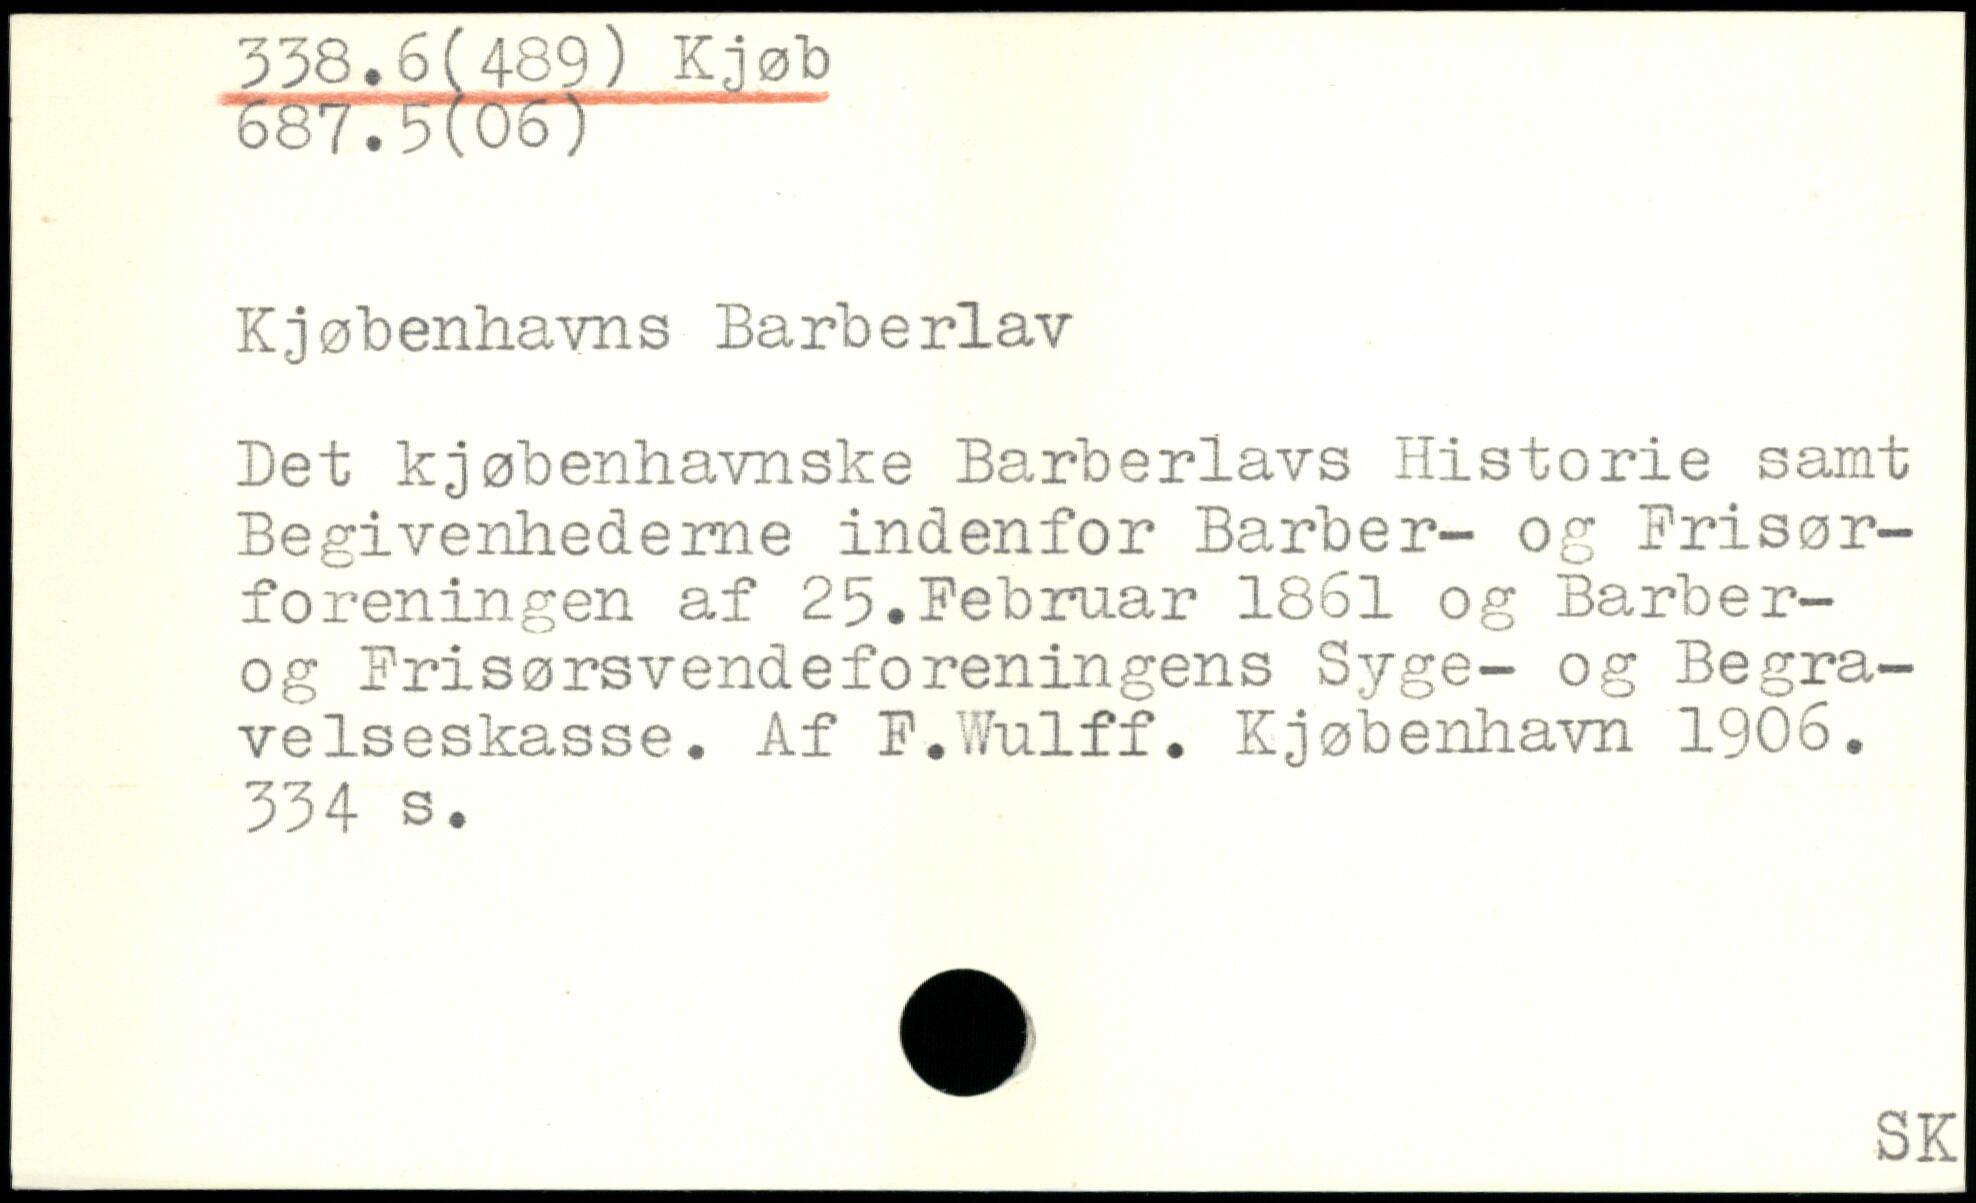 338.6(489) Kjøb
687.5(06)
Kjøbenhavns Barberlav
Det kjøbenhavnske Barberlavs Historie samt
Begivenhederne indenfor Barber- og Frisør-
foreningen af 25.Februar 1861 og Barber-
og Frisørsvendeforeningens Syge- og Begra-
velseskasse. Af F.Wulff. Kjøbenhavn 1906.
334 s.
SK